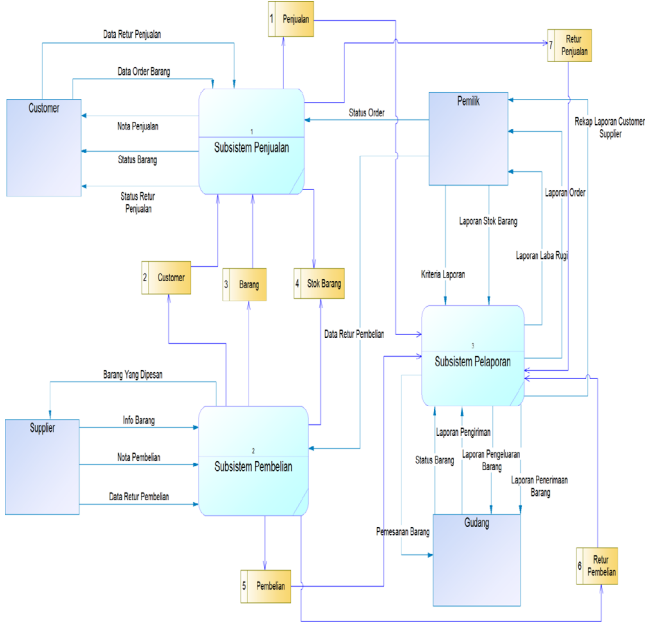 1 Penjualan
7 Retur
Penjualan
Data Retur Penjualan
Data Order Barang
Customer
Nota Penjualan
Status Barang
Status Retur
Penjualan
1
Subsistem Penjualan
Status Order
Pemilik
Rekap Laporan Customer
Supplier
Laporan Order
Laporan Stok Barang
Laporan Laba Rugi
Kriteria Laporan
2 Customer
3 Barang
4 Stok Barang
Data Retur Pembelian
1
Subsistem Pelaporan
Barang Yang Dipesan
Supplier
Info Barang
Nota Pembelian
Data Retur Pembelian
2
Subsistem Pembelian
Laporan Pengiriman
Status Barang
Laporan Pengeluaran
Barang
Laporan Penerimaan
Barang
Pemesanan Barang
Gudang
5 Pembelian
6 Retur
Pembelian